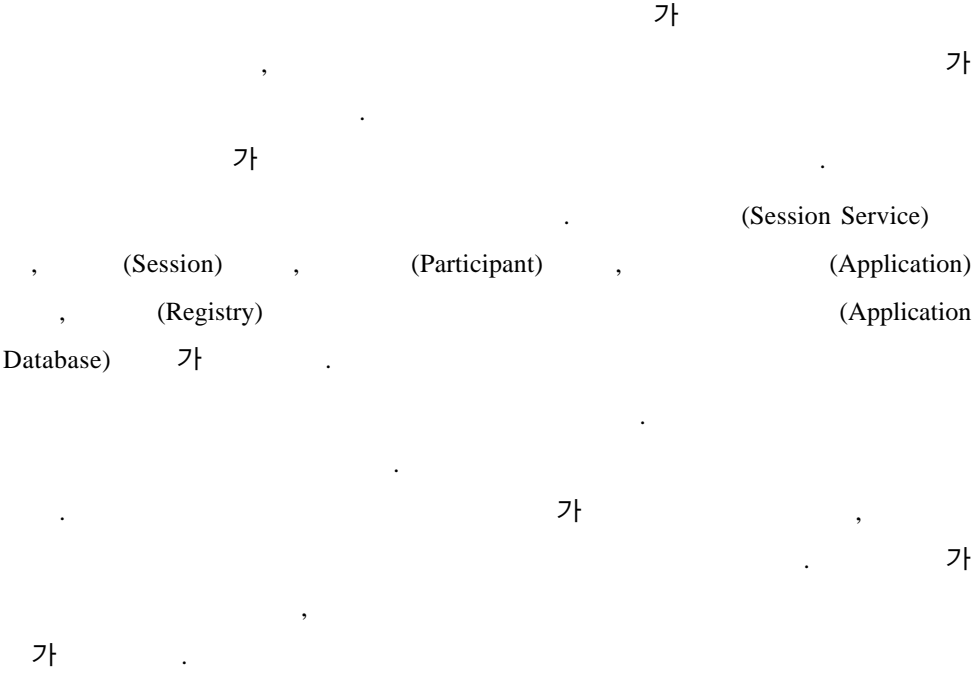 가
, 가
.
가 .
. (Session Service)
, (Session) , (Participant) , (Application)
, (Registry) (Application
Database) 가 .
.
.
. 가 ,
. 가
,
가 .